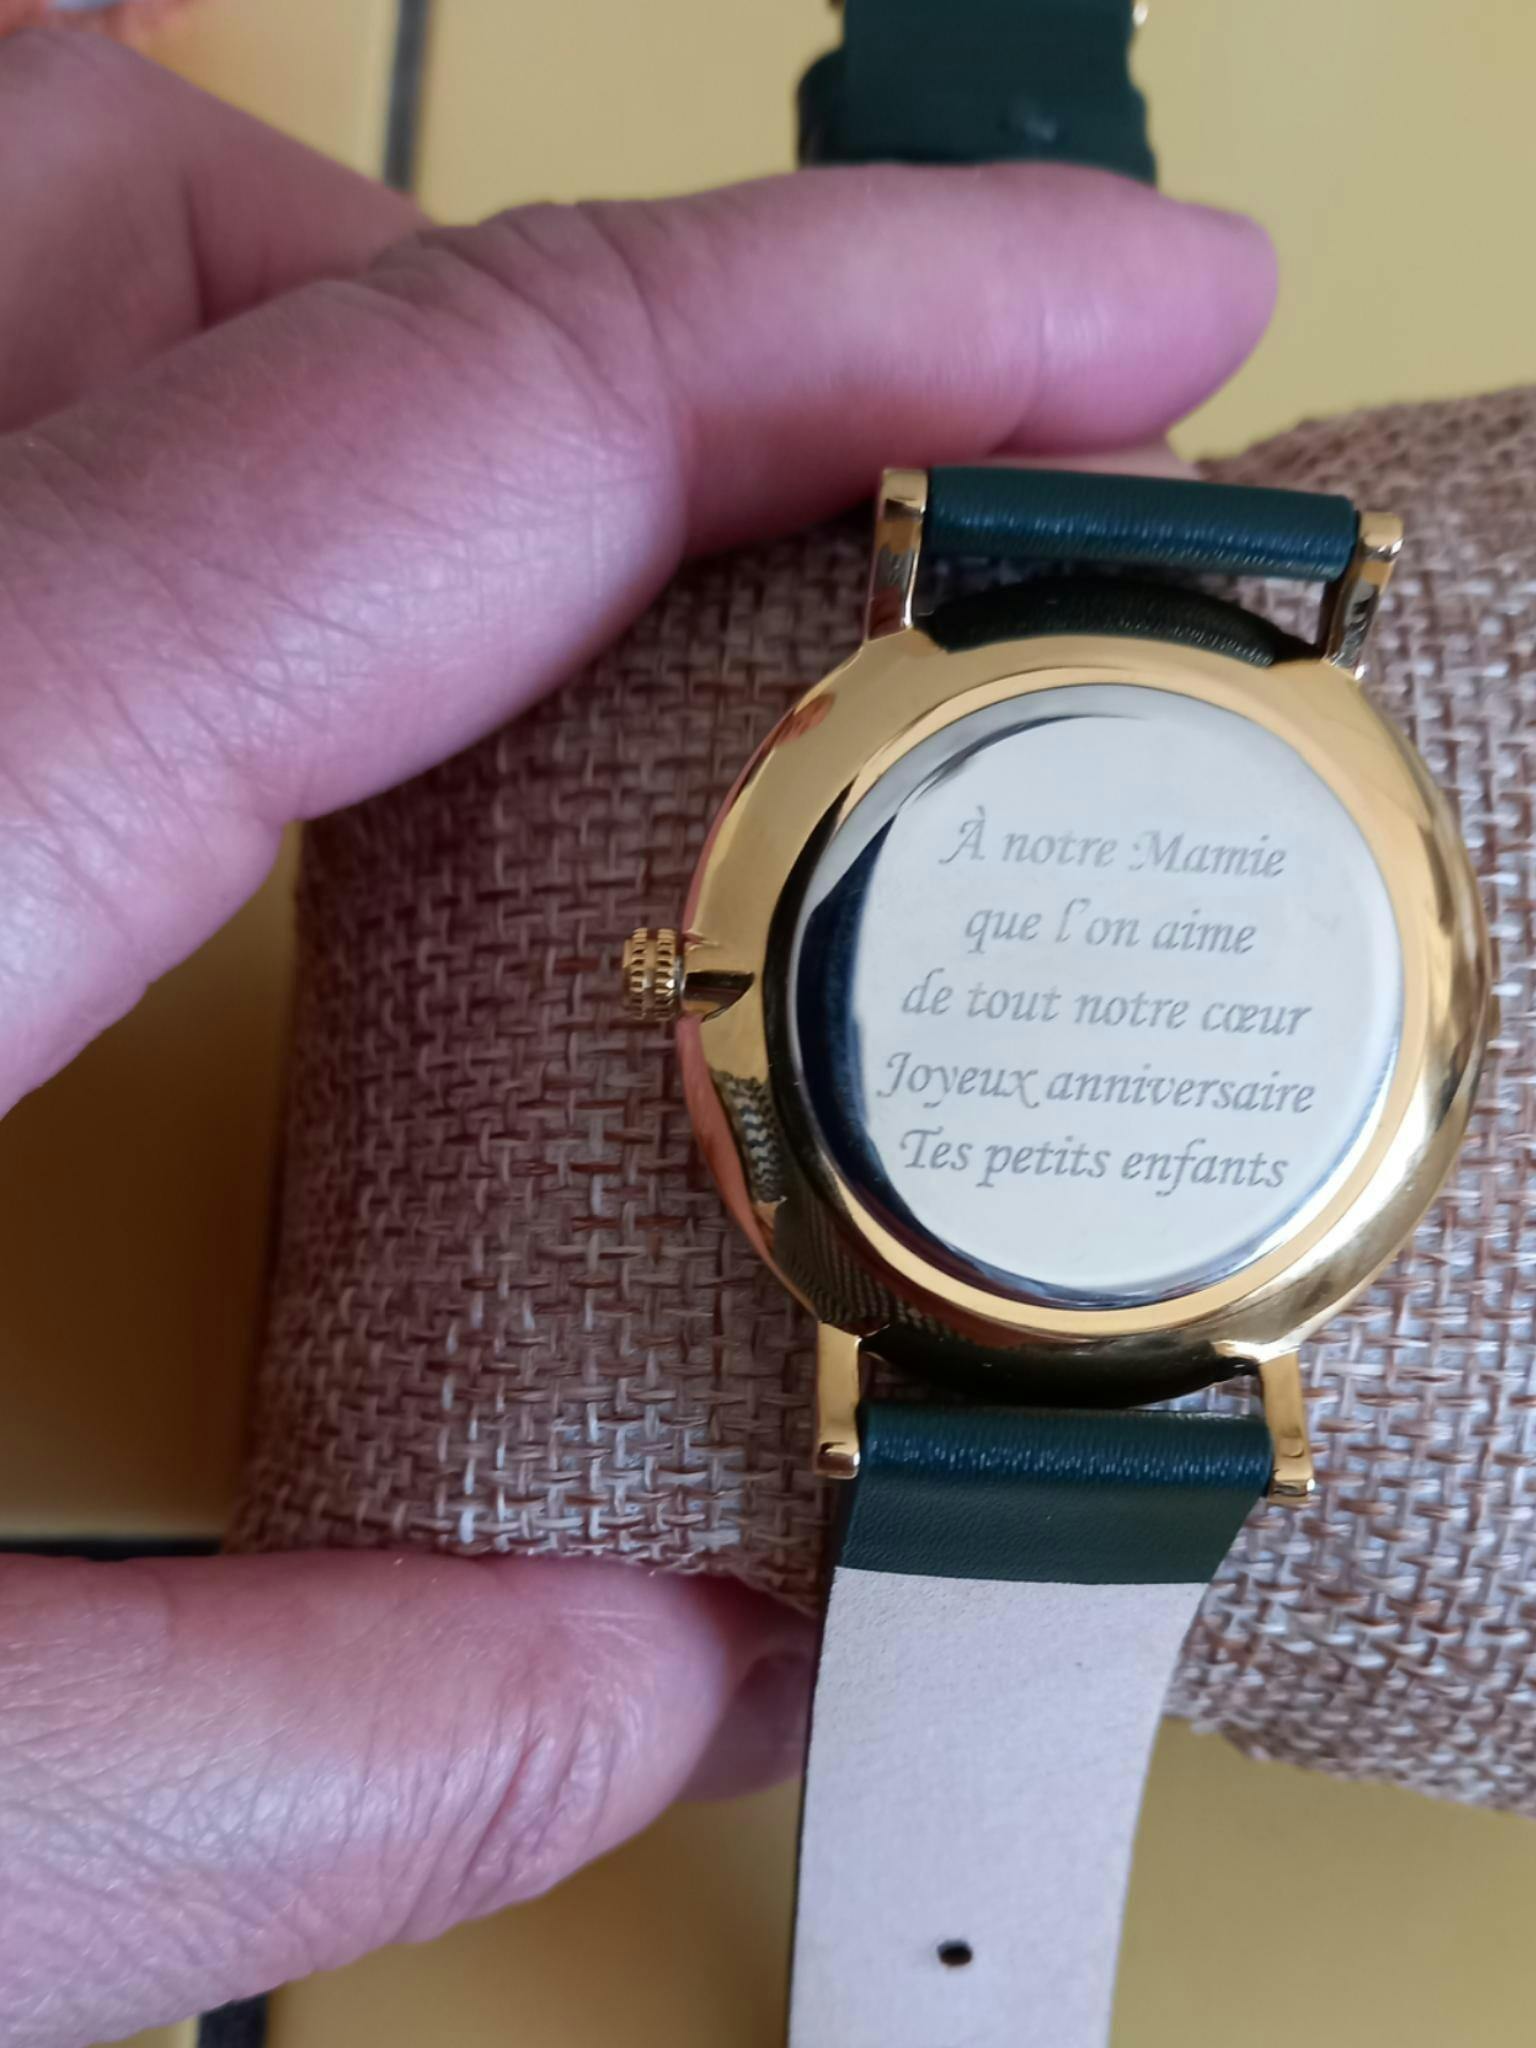 À notre Mamie
que l'on aime
de tout notre cœur
Joyeux anniversaire
Tes petits enfants